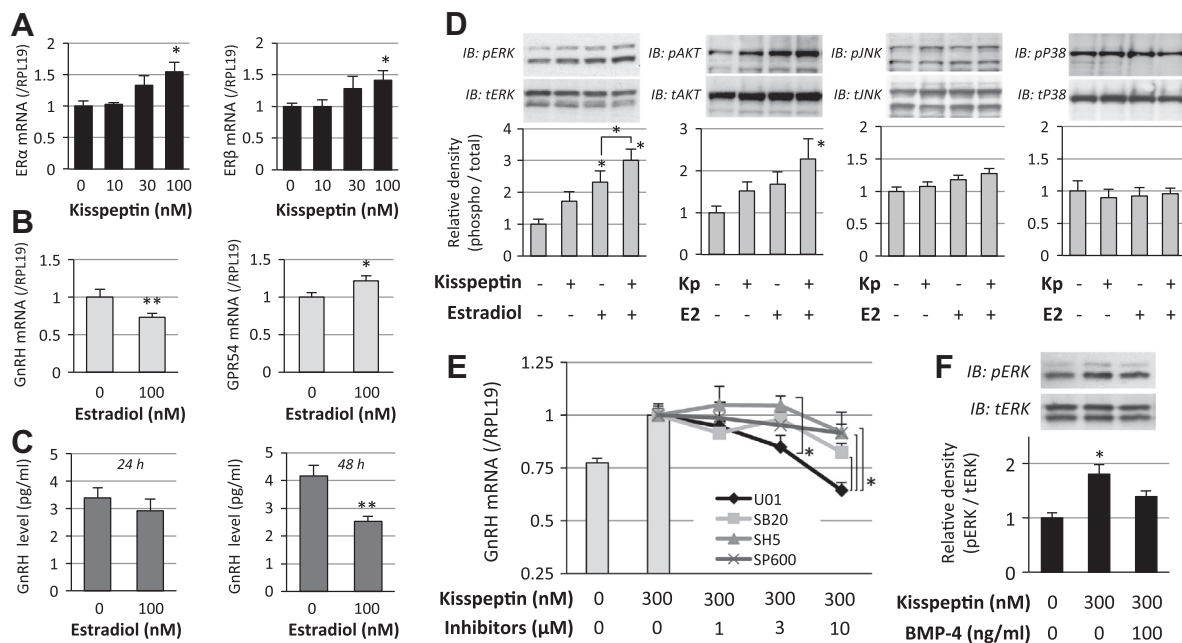 A
ERα mRNA (/RPL19)
2
1.5
1
0.5
0
*
0 10 30 100
Kisspeptin (nM)
ERβ mRNA (/RPL19)
2
1.5
1
0.5
0
*
0 10 30 100
Kisspeptin (nM)
B
GnRH mRNA (/RPL19)
1.5
1
0.5
0
**
0 100
Estradiol (nM)
GPR54 mRNA (/RPL19)
1.5
1
0.5
0
*
0 100
Estradiol (nM)
C
GnRH level (pg/ml)
24 h
5
4
3
2
1
0
0 100
Estradiol (nM)
GnRH level (pg/ml)
48 h
5
4
3
2
1
0
**
0 100
Estradiol (nM)
D
IB: pERK
IB: tERK
IB: pAKT
IB: tAKT
IB: pJNK
IB: tJNK
IB: pP38
IB: tP38
Relative density
(phospho / total)
4
3
2
1
0
*
* *
3
2
1
0
*
2
1.5
1
0.5
0
2
1.5
1
0.5
0
Kisspeptin - + - +
Estradiol - - + +
Kp - + - +
E2 - - + +
Kp - + - +
E2 - - + +
Kp - + - +
E2 - - + +
E
GnRH mRNA (/RPL19)
1.25
1
0.75
0.5
0.25
*
*
U01
SB20
SH5
SP600
Kisspeptin (nM) 0 300 300 300 300
Inhibitors (μM) 0 0 1 3 10
F
IB: pERK
IB: tERK
Relative density
(pERK / tERK)
2
1
0
*
Kisspeptin (nM) 0 300 300
BMP-4 (ng/ml) 0 0 100